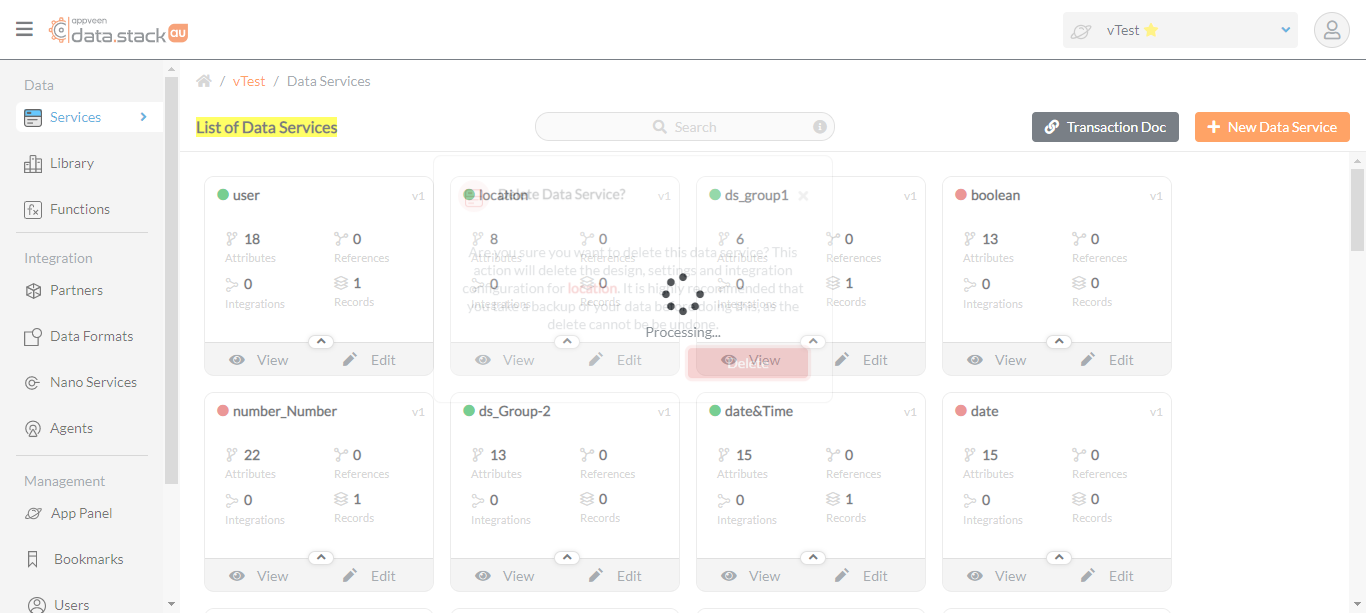 appveen
data.stack au
vTest ⭐
Data
Services
Library
Functions
Integration
Partners
Data Formats
Nano Services
Agents
Management
App Panel
Bookmarks
Users
/ vTest / Data Services
List of Data Services
Search
Transaction Doc
New Data Service
user v1
18 0
Attributes References
0 1
Integrations Records
View Edit
location v1
8 0
Attributes References
0 0
Integrations Records
View Edit
ds_group1 v1
6 0
Attributes References
0 1
Integrations Records
View Edit
boolean v1
13 0
Attributes References
0 0
Integrations Records
View Edit
Delete Data Service?
Are you sure you want to delete this data service? This
action will delete the design, settings and integration
configuration for location. It is highly recommended that
you take a backup of your data before doing this, as the
delete cannot be be undone.
Delete
Processing...
number_Number v1
22 0
Attributes References
0 1
Integrations Records
View Edit
ds_Group-2 v1
13 0
Attributes References
0 0
Integrations Records
View Edit
date&Time v1
15 0
Attributes References
0 1
Integrations Records
View Edit
date v1
15 0
Attributes References
0 0
Integrations Records
View Edit